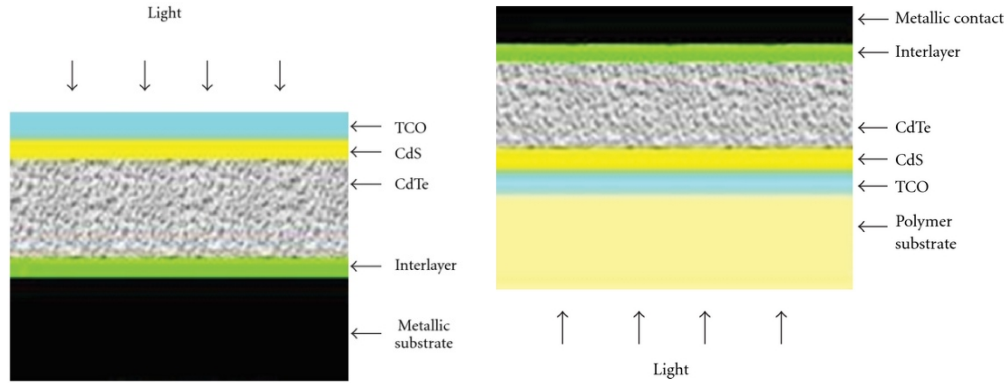 Light
TCO
CdS
CdTe
Interlayer
Metallic
substrate
Metallic contact
Interlayer
CdTe
CdS
TCO
Polymer
substrate
Light